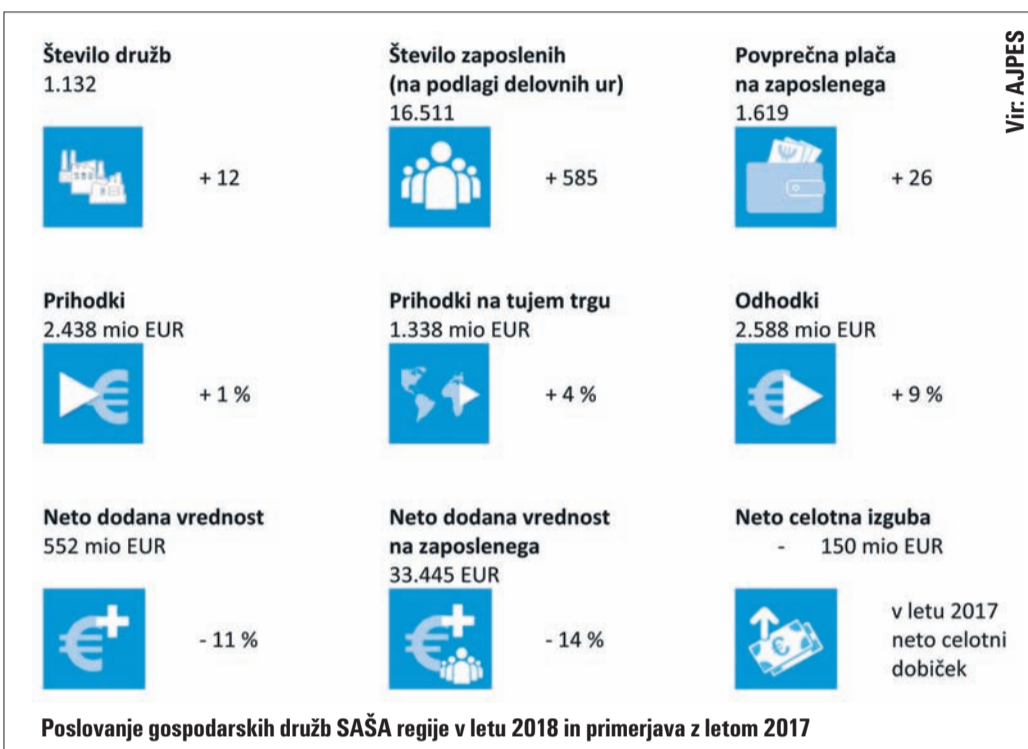 Število družb
1.132
+ 12
Število zaposlenih
(na podlagi delovnih ur)
16.511
+ 585
Povprečna plača
na zaposlenega
1.619
+ 26
Vir: AJPES
Prihodki
2.438 mio EUR
+ 1 %
Prihodki na tujem trgu
1.338 mio EUR
+ 4 %
Odhodki
2.588 mio EUR
+ 9 %
Neto dodana vrednost
552 mio EUR
- 11 %
Neto dodana vrednost
na zaposlenega
33.445 EUR
- 14 %
Neto celotna izguba
- 150 mio EUR
v letu 2017
neto celotni
dobiček
Poslovanje gospodarskih družb SAŠA regije v letu 2018 in primerjava z letom 2017